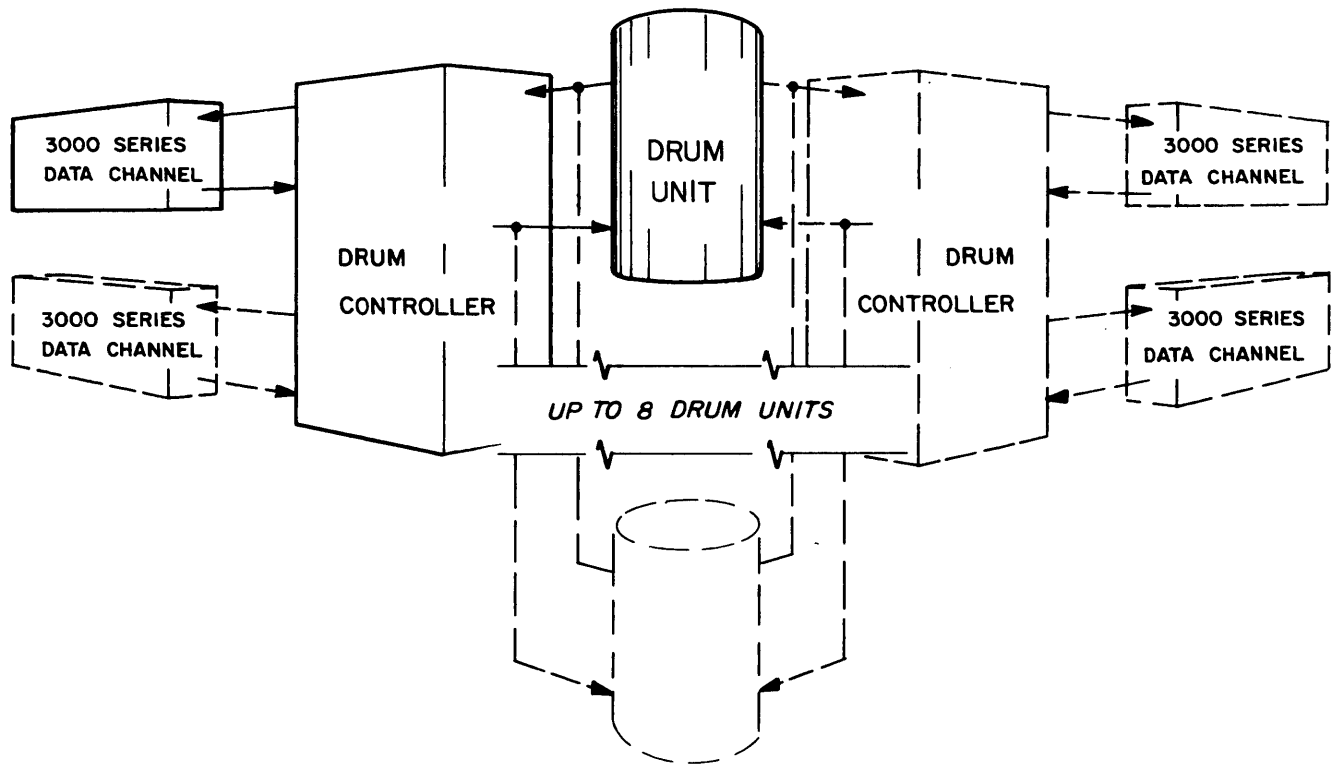 3000 SERIES
DATA CHANNEL
3000 SERIES
DATA CHANNEL
DRUM
CONTROLLER
DRUM
UNIT
DRUM
CONTROLLER
3000 SERIES
DATA CHANNEL
3000 SERIES
DATA CHANNEL
UP TO 8 DRUM UNITS